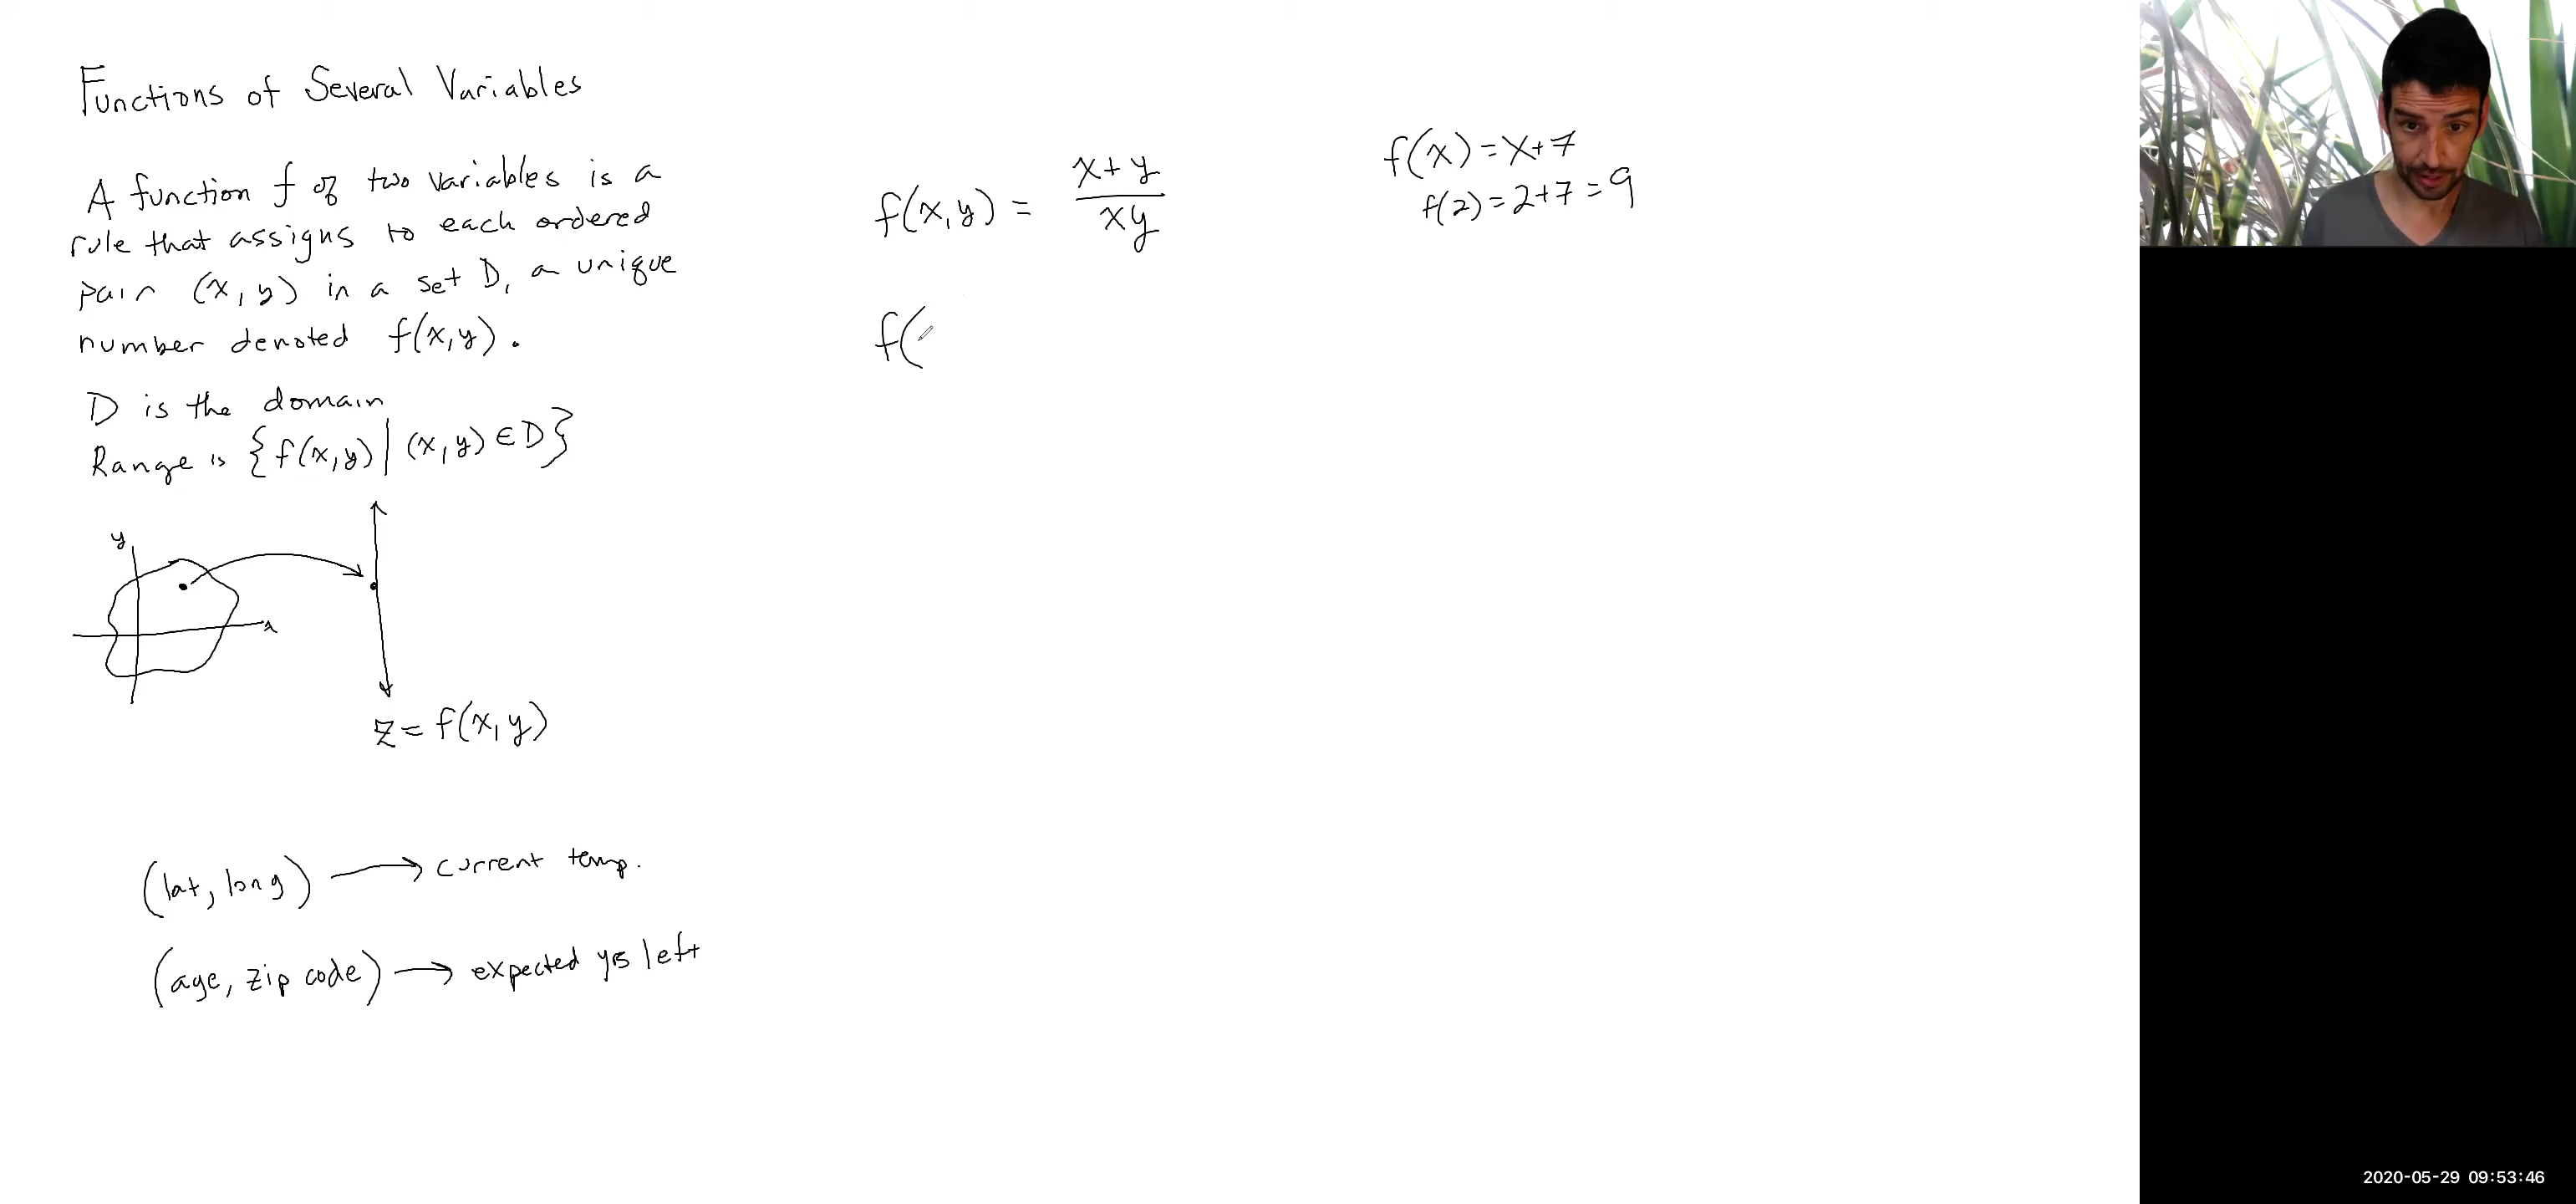 Functions of Several Variables
A function f of two variables is a
rule that assigns to each ordered
pair (x, y) in a set D, a unique
number denoted f(x,y).
D is the domain
Range is {f(x,y) | (x,y) ∈ D}
y
x
z = f(x,y)
(lat, long) → current temp.
(age, zip code) → expected yrs left
f(x,y) = x+y
xy
f(
f(x) = x+7
f(2) = 2+7 = 9
2020-05-29 09:53:46